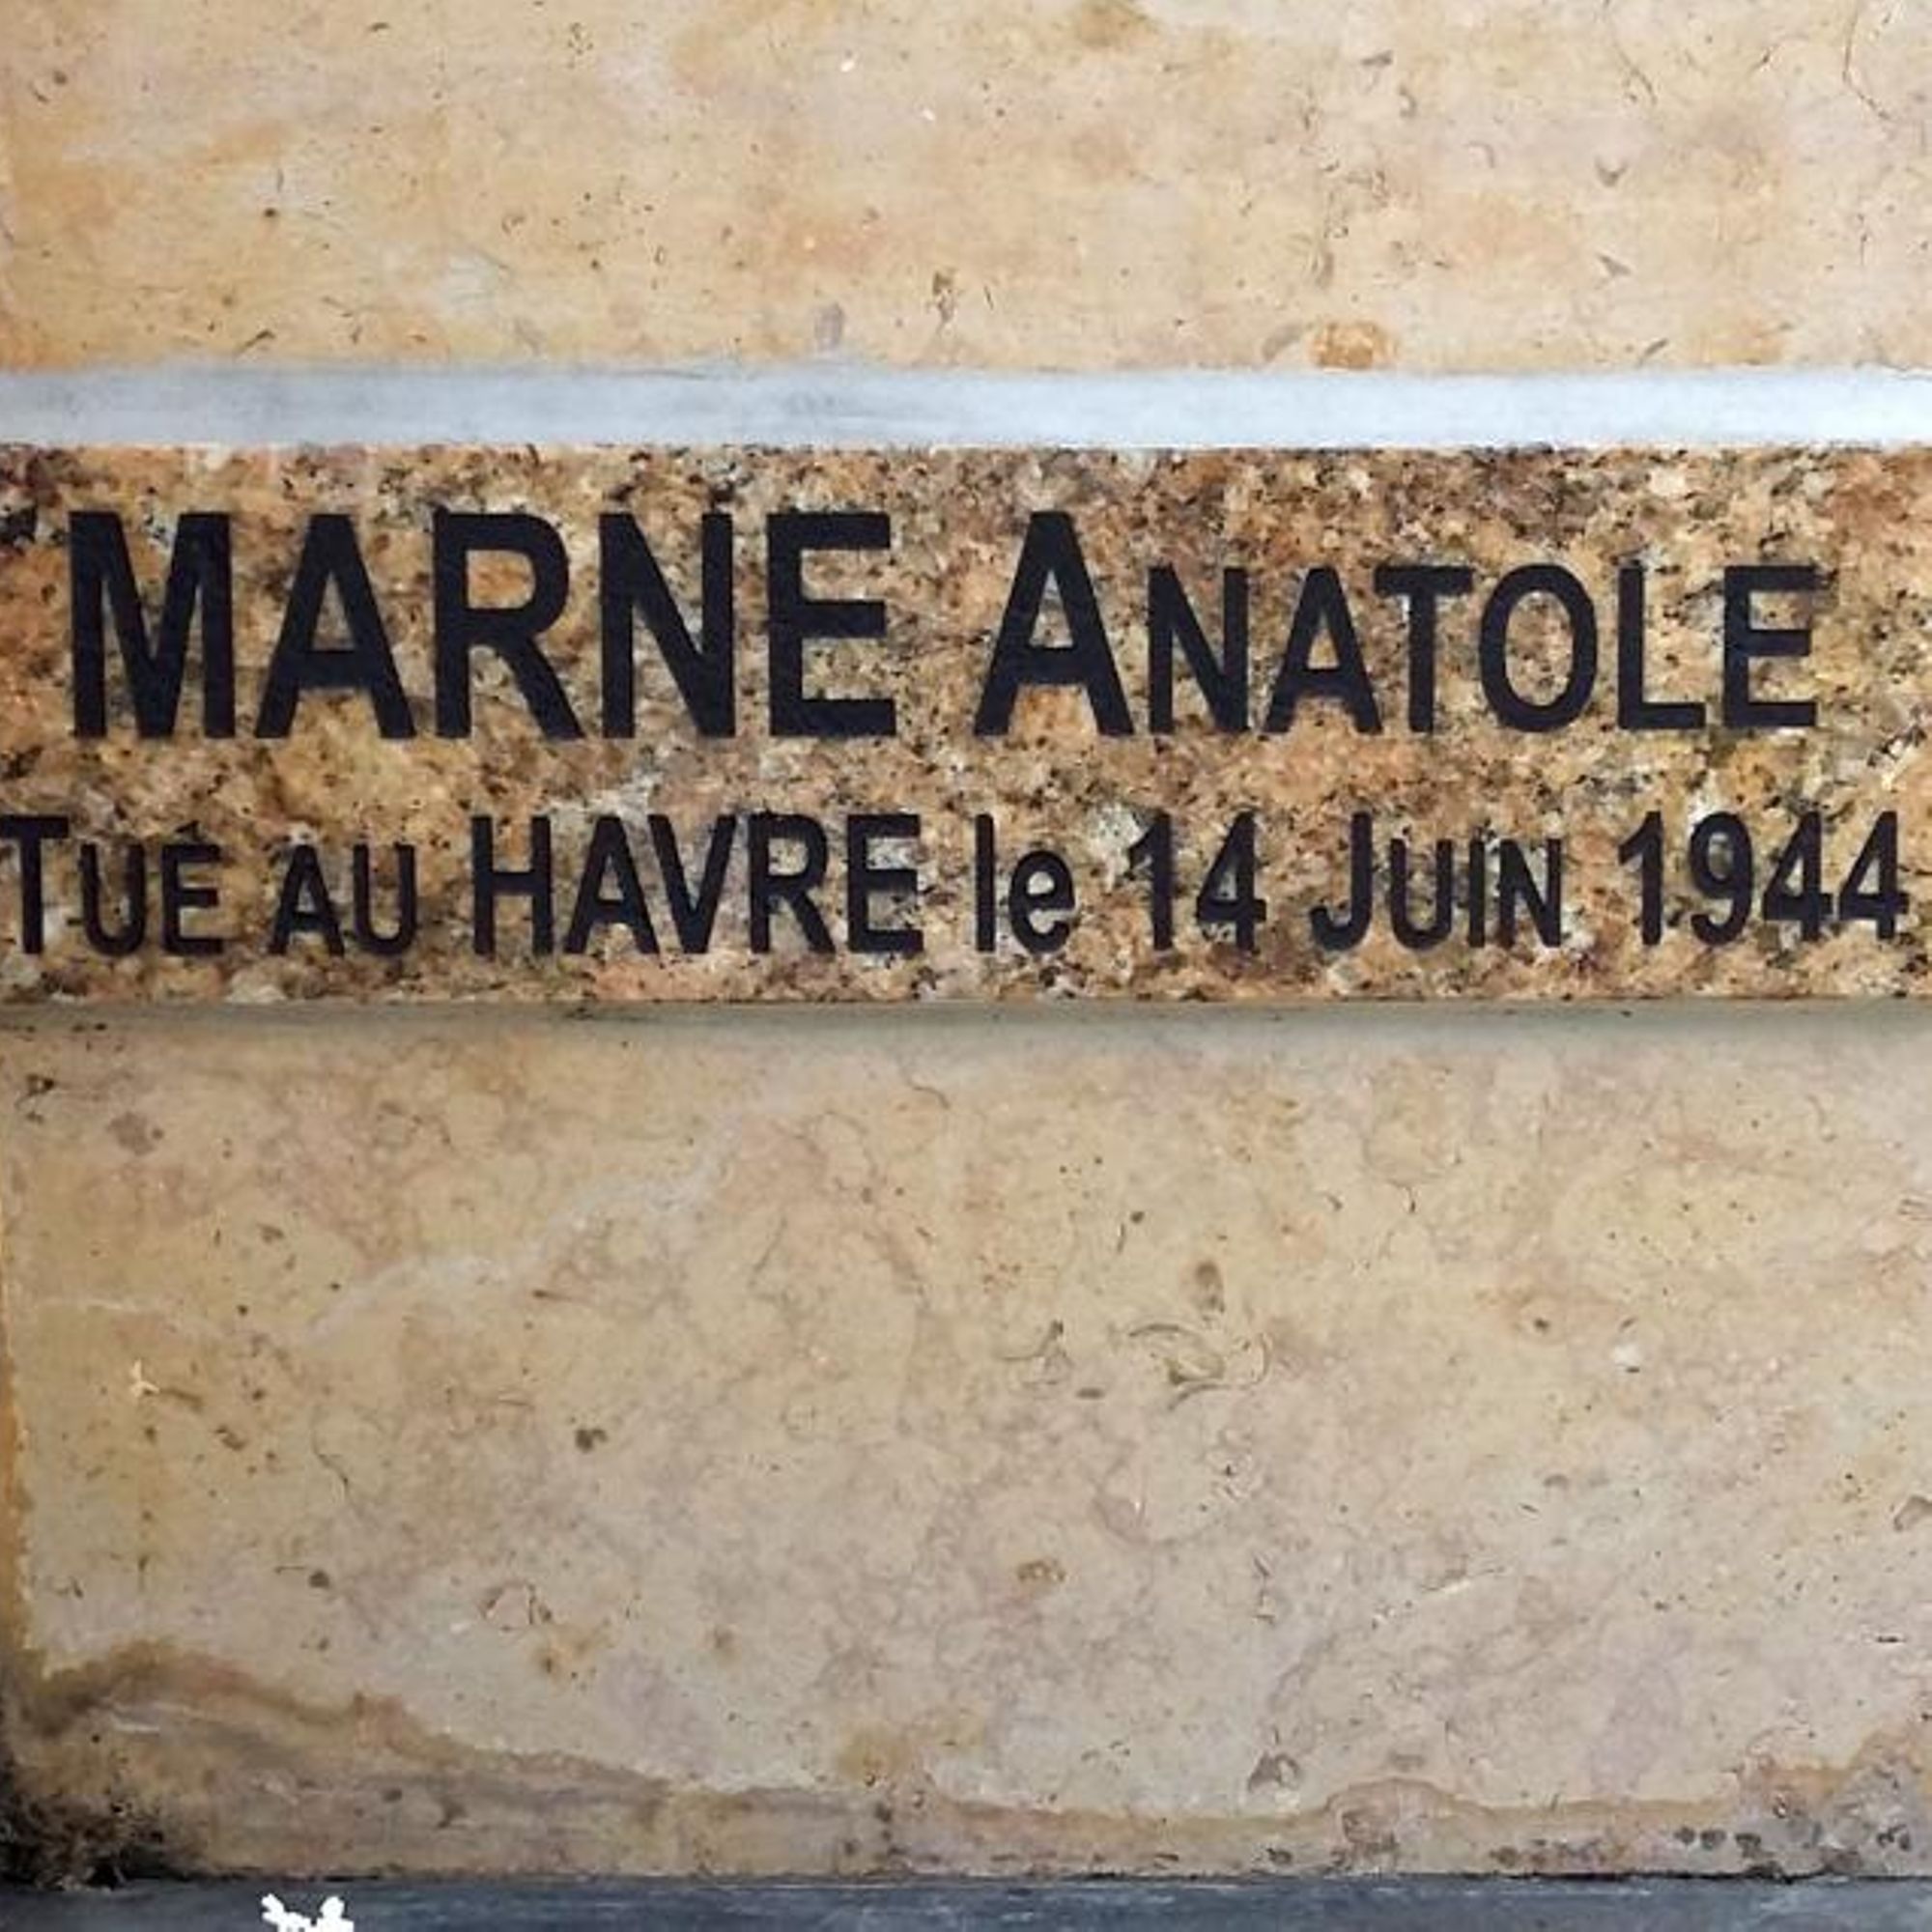 MARNE ANATOLE
TUÉ AU HAVRE le 14 JUIN 1944